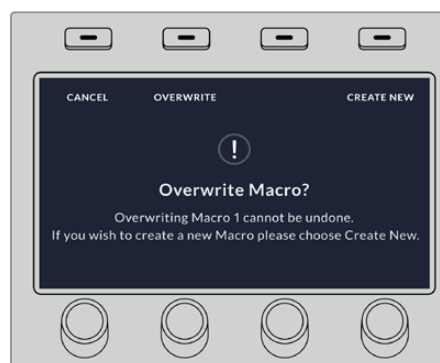 CANCEL OVERWRITE CREATE NEW
!
Overwrite Macro?
Overwriting Macro 1 cannot be undone.
If you wish to create a new Macro please choose Create New.